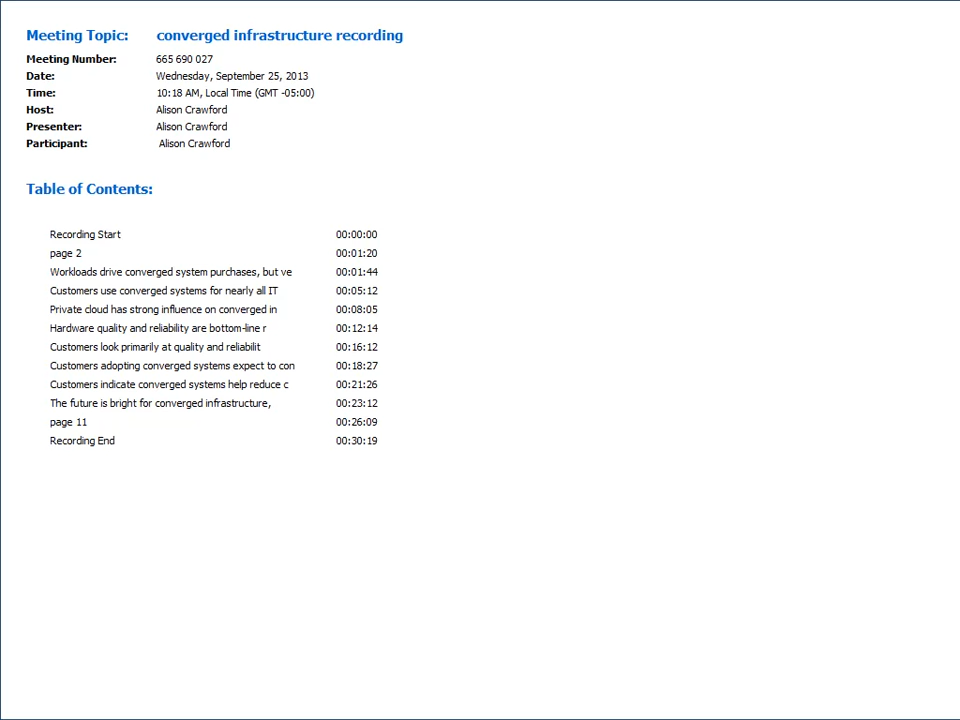 Meeting Topic: converged infrastructure recording
Meeting Number: 665 690 027
Date: Wednesday, September 25, 2013
Time: 10:18 AM, Local Time (GMT -05:00)
Host: Alison Crawford
Presenter: Alison Crawford
Participant: Alison Crawford
Table of Contents:
Recording Start 00:00:00
page 2 00:01:20
Workloads drive converged system purchases, but ve 00:01:44
Customers use converged systems for nearly all IT 00:05:12
Private cloud has strong influence on converged in 00:08:05
Hardware quality and reliability are bottom-line r 00:12:14
Customers look primarily at quality and reliabilit 00:16:12
Customers adopting converged systems expect to con 00:18:27
Customers indicate converged systems help reduce c 00:21:26
The future is bright for converged infrastructure, 00:23:12
page 11 00:26:09
Recording End 00:30:19